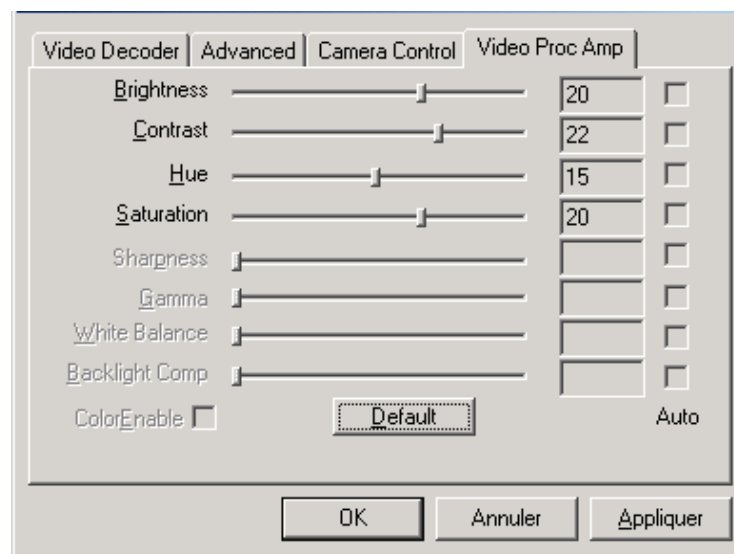 Video Decoder Advanced Camera Control Video Proc Amp
Brightness 20
Contrast 22
Hue 15
Saturation 20
Sharpness
Gamma
White Balance
Backlight Comp
ColorEnable Default Auto
OK Annuler Appliquer